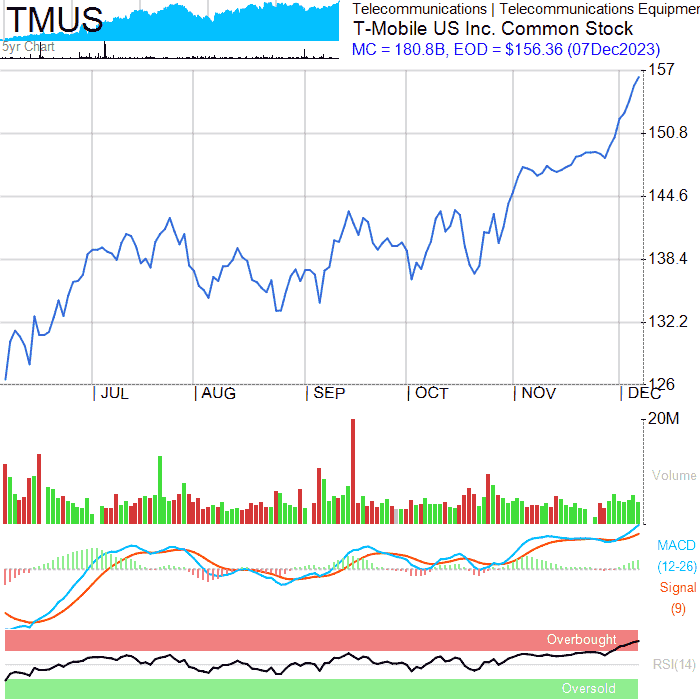 TMUS
5yr Chart
Telecommunications | Telecommunications Equipmen
T-Mobile US Inc. Common Stock
MC = 180.8B, EOD = $156.36 (07Dec2023)
157
150.8
144.6
138.4
132.2
126
JUL AUG SEP OCT NOV DEC
20M
Volume
MACD
(12-26)
Signal
(9)
Overbought
RSI(14)
Oversold